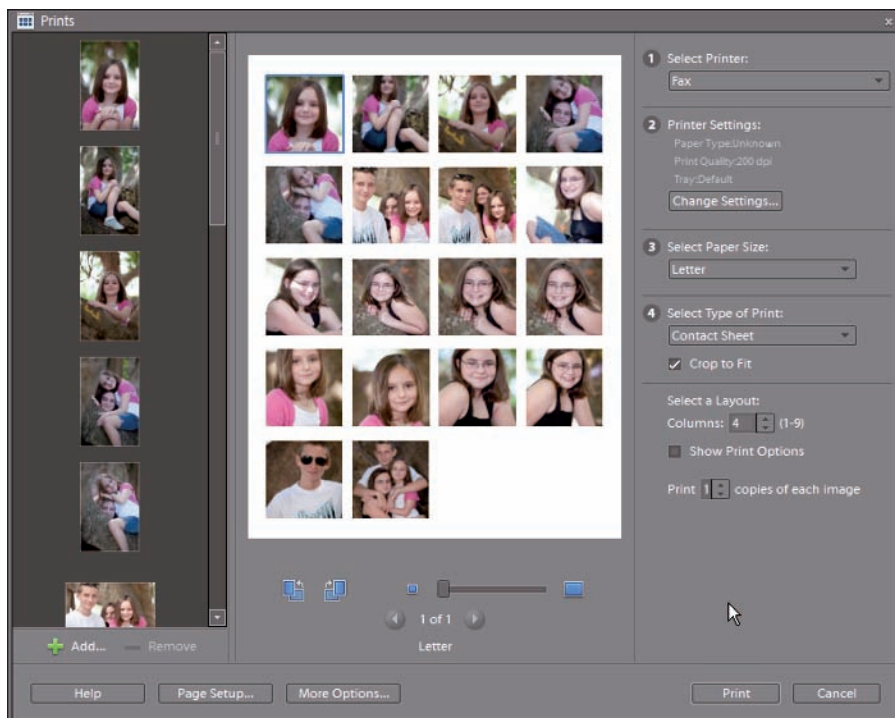 Prints
x
1 Select Printer:
Fax
2 Printer Settings:
Paper Type:Unknown
Print Quality:200 dpi
Tray:Default
Change Settings...
3 Select Paper Size:
Letter
4 Select Type of Print:
Contact Sheet
Crop to Fit
Select a Layout:
Columns: 4 (1-9)
Show Print Options
Print 1 copies of each image
1 of 1
Letter
Add... Remove
Help Page Setup... More Options... Print Cancel